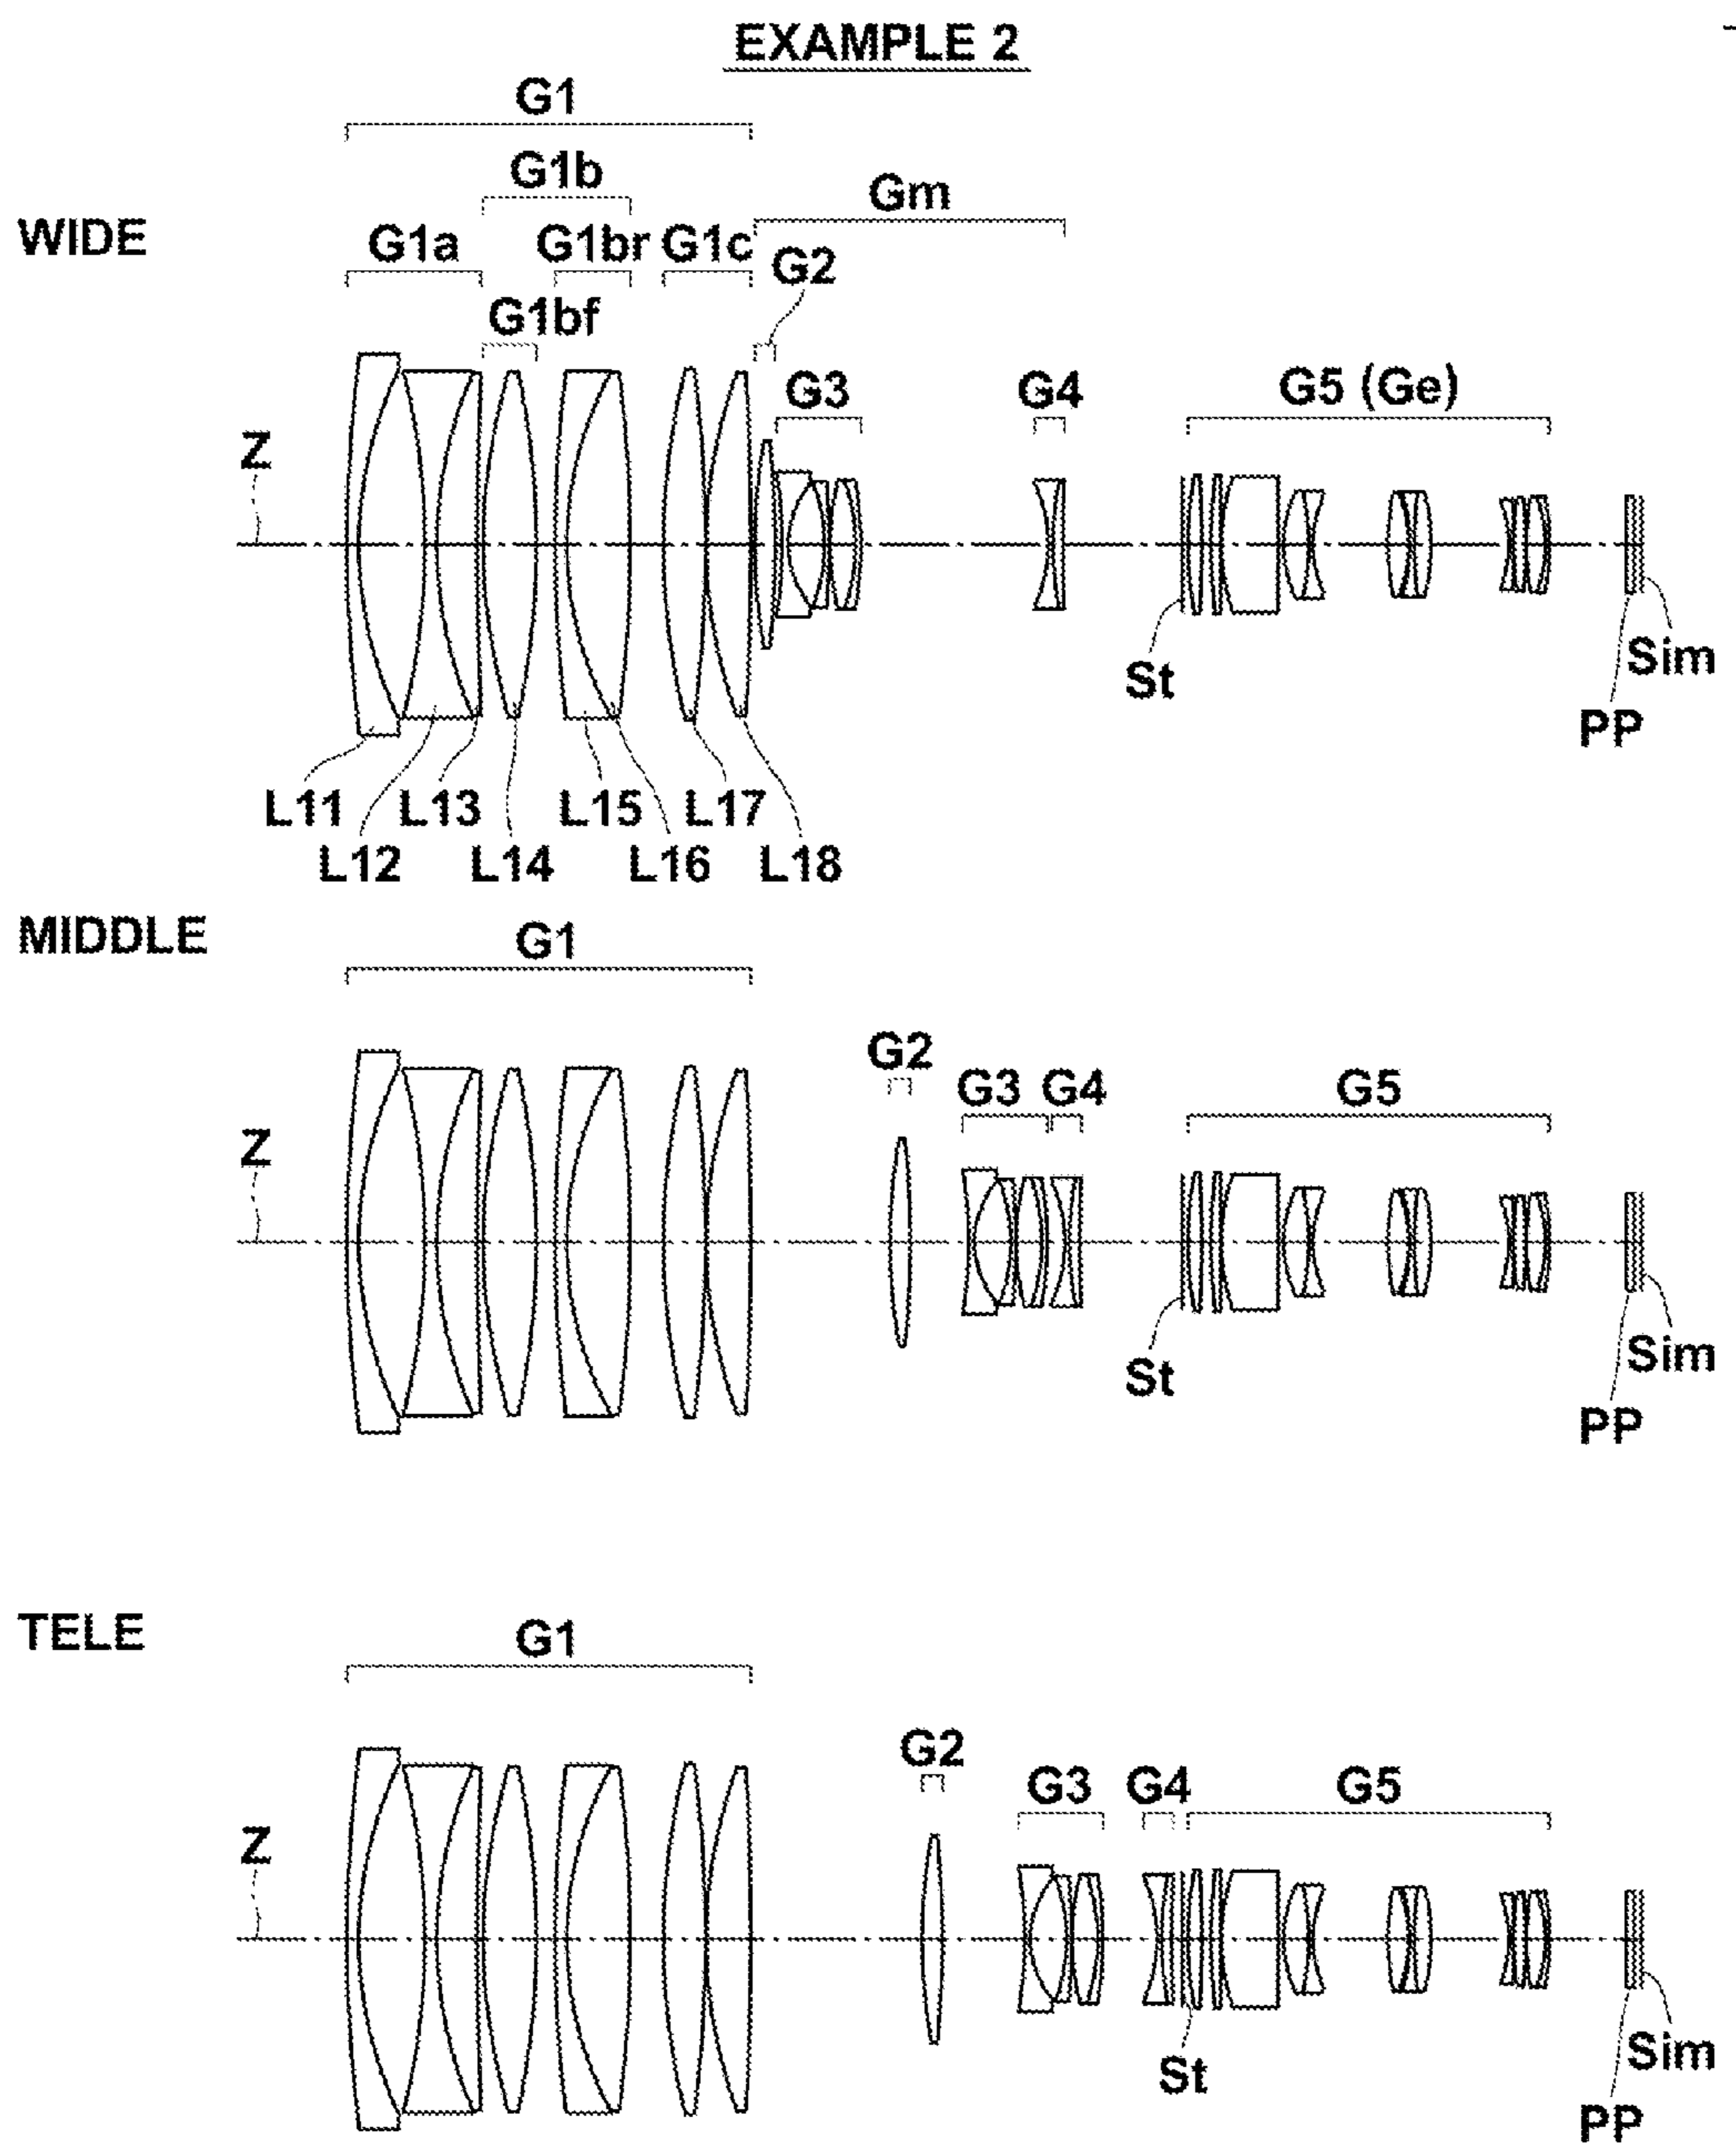 EXAMPLE 2
G1
G1b
Gm
WIDE
G1a
G1br
G1c
G2
G1bf
G3
G4
G5 (Ge)
Z
St
Sim
PP
L11
L13
L15
L17
L12
L14
L16
L18
MIDDLE
G1
G2
G3
G4
G5
Z
St
Sim
PP
TELE
G1
G2
G3
G4
G5
Z
St
Sim
PP